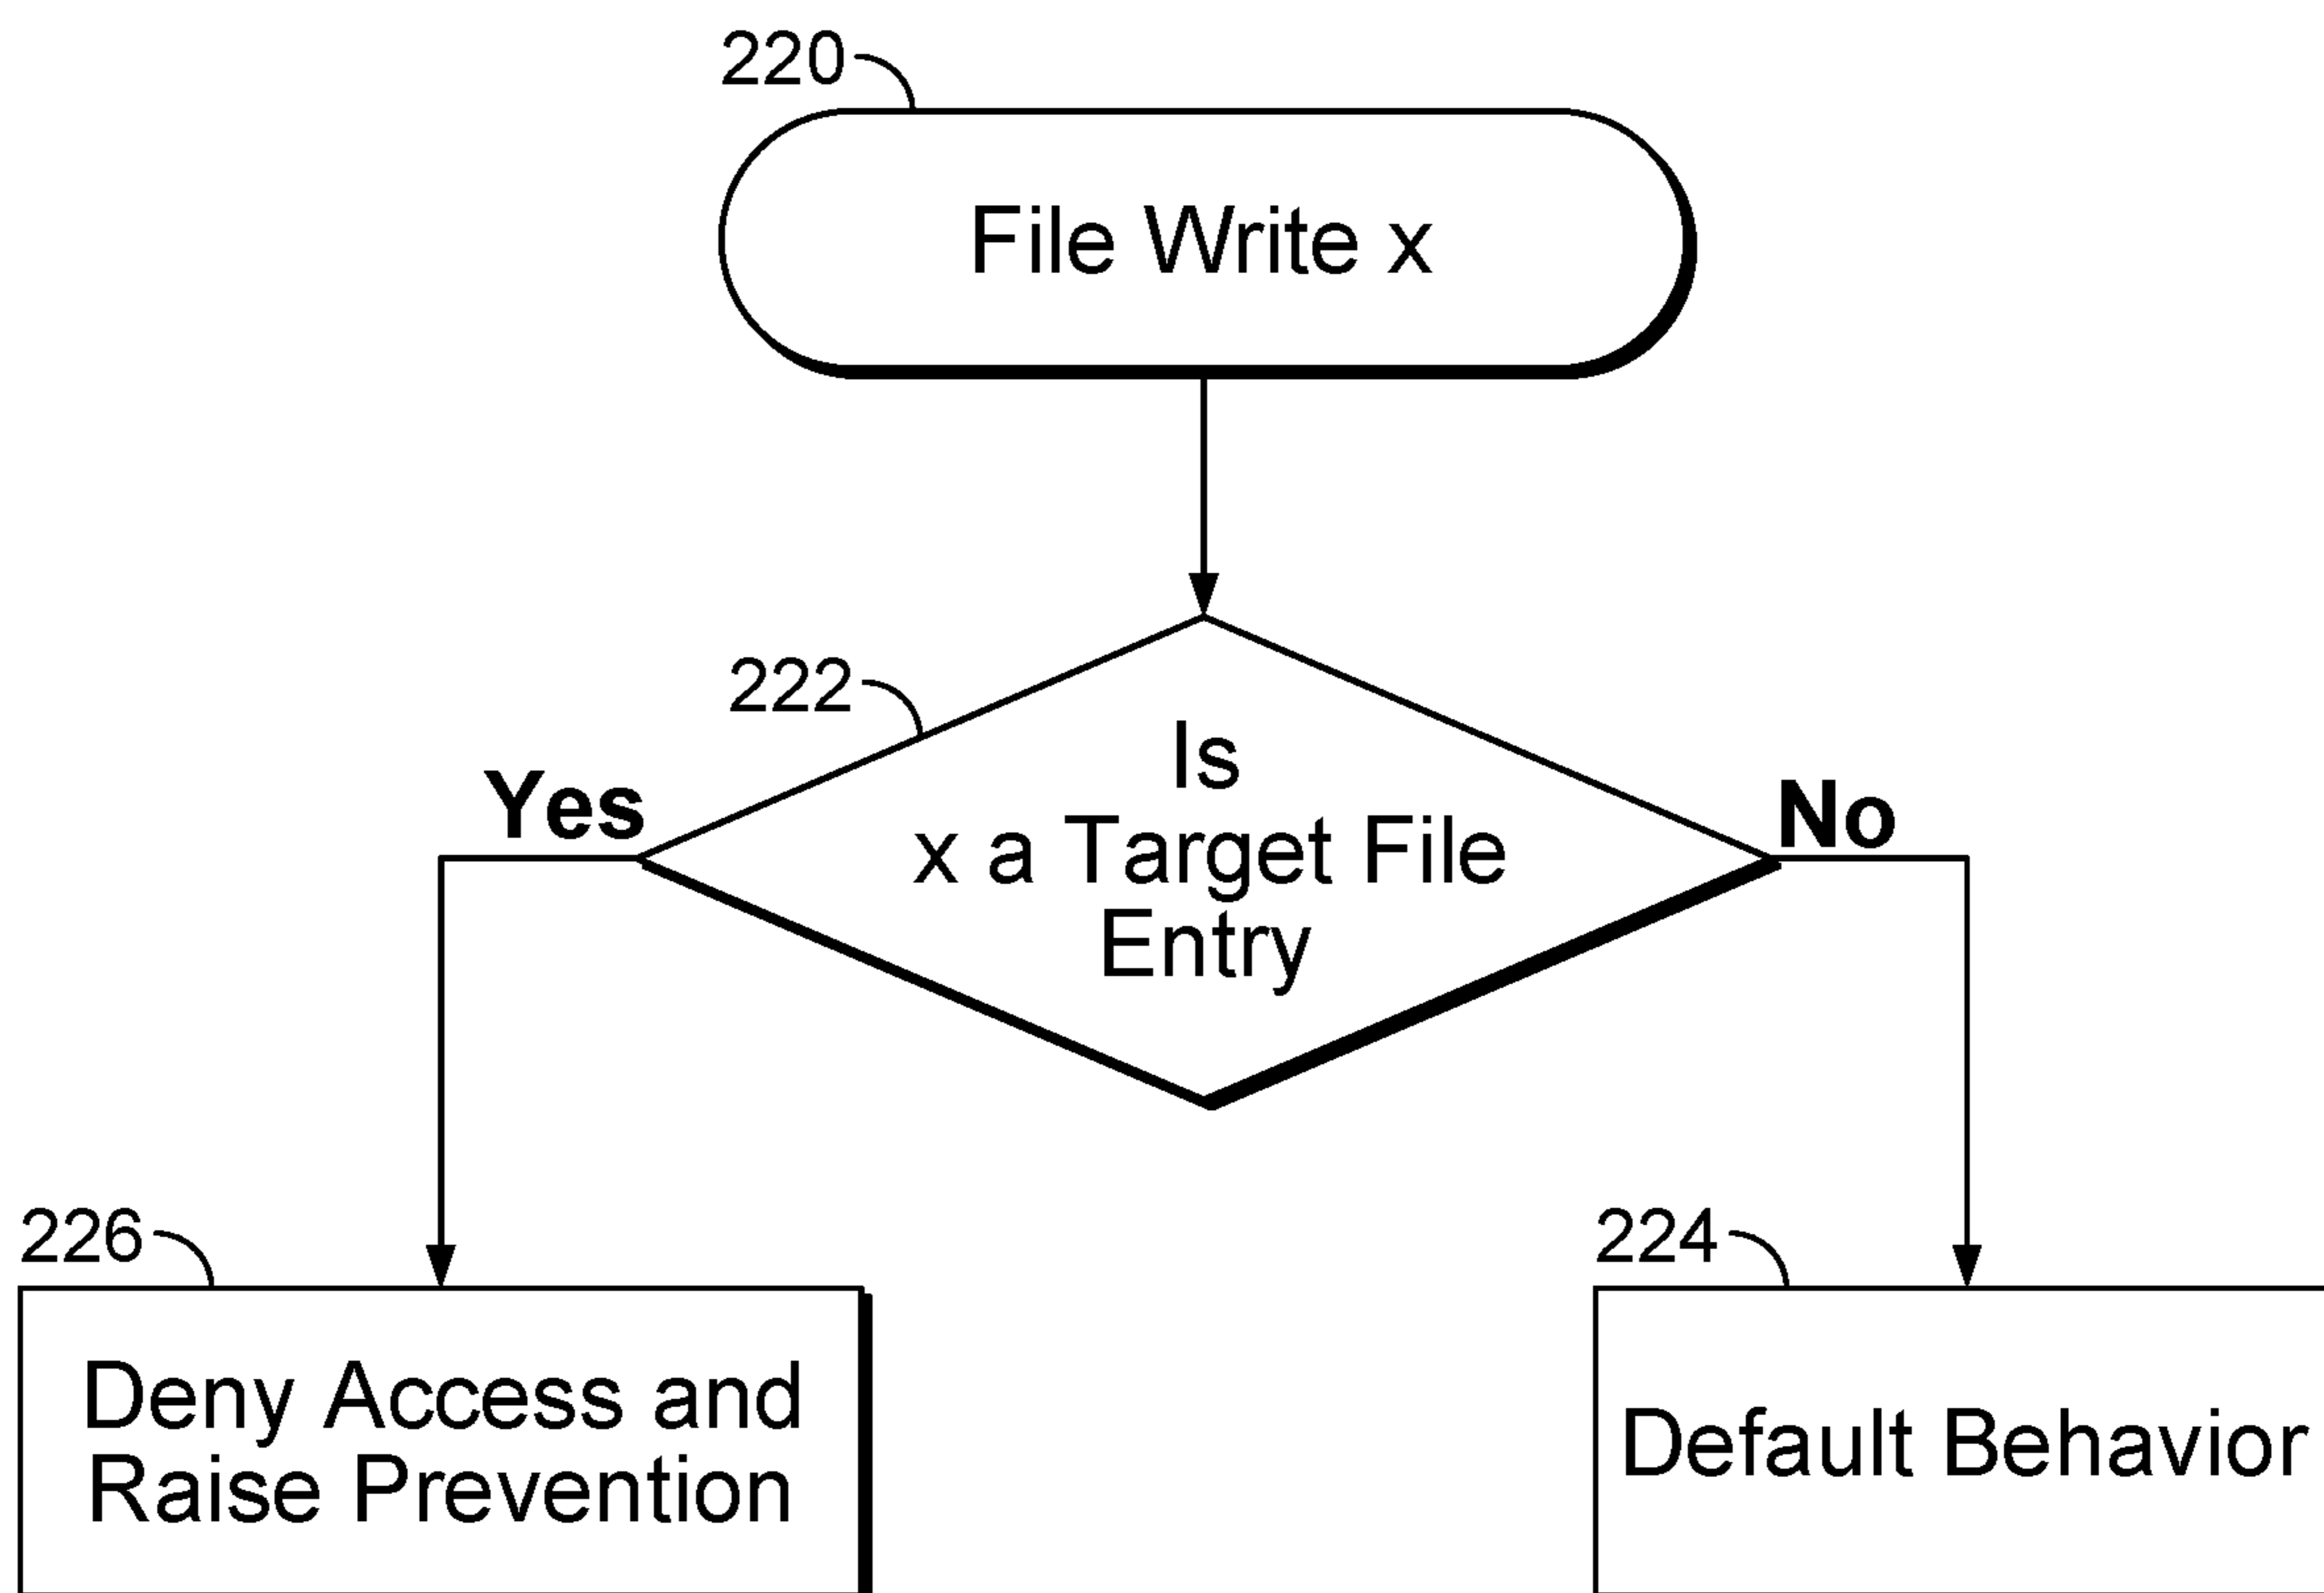 220
File Write x
222
Is
x a Target File
Entry
Yes
No
226
224
Deny Access and
Raise Prevention
Default Behavior